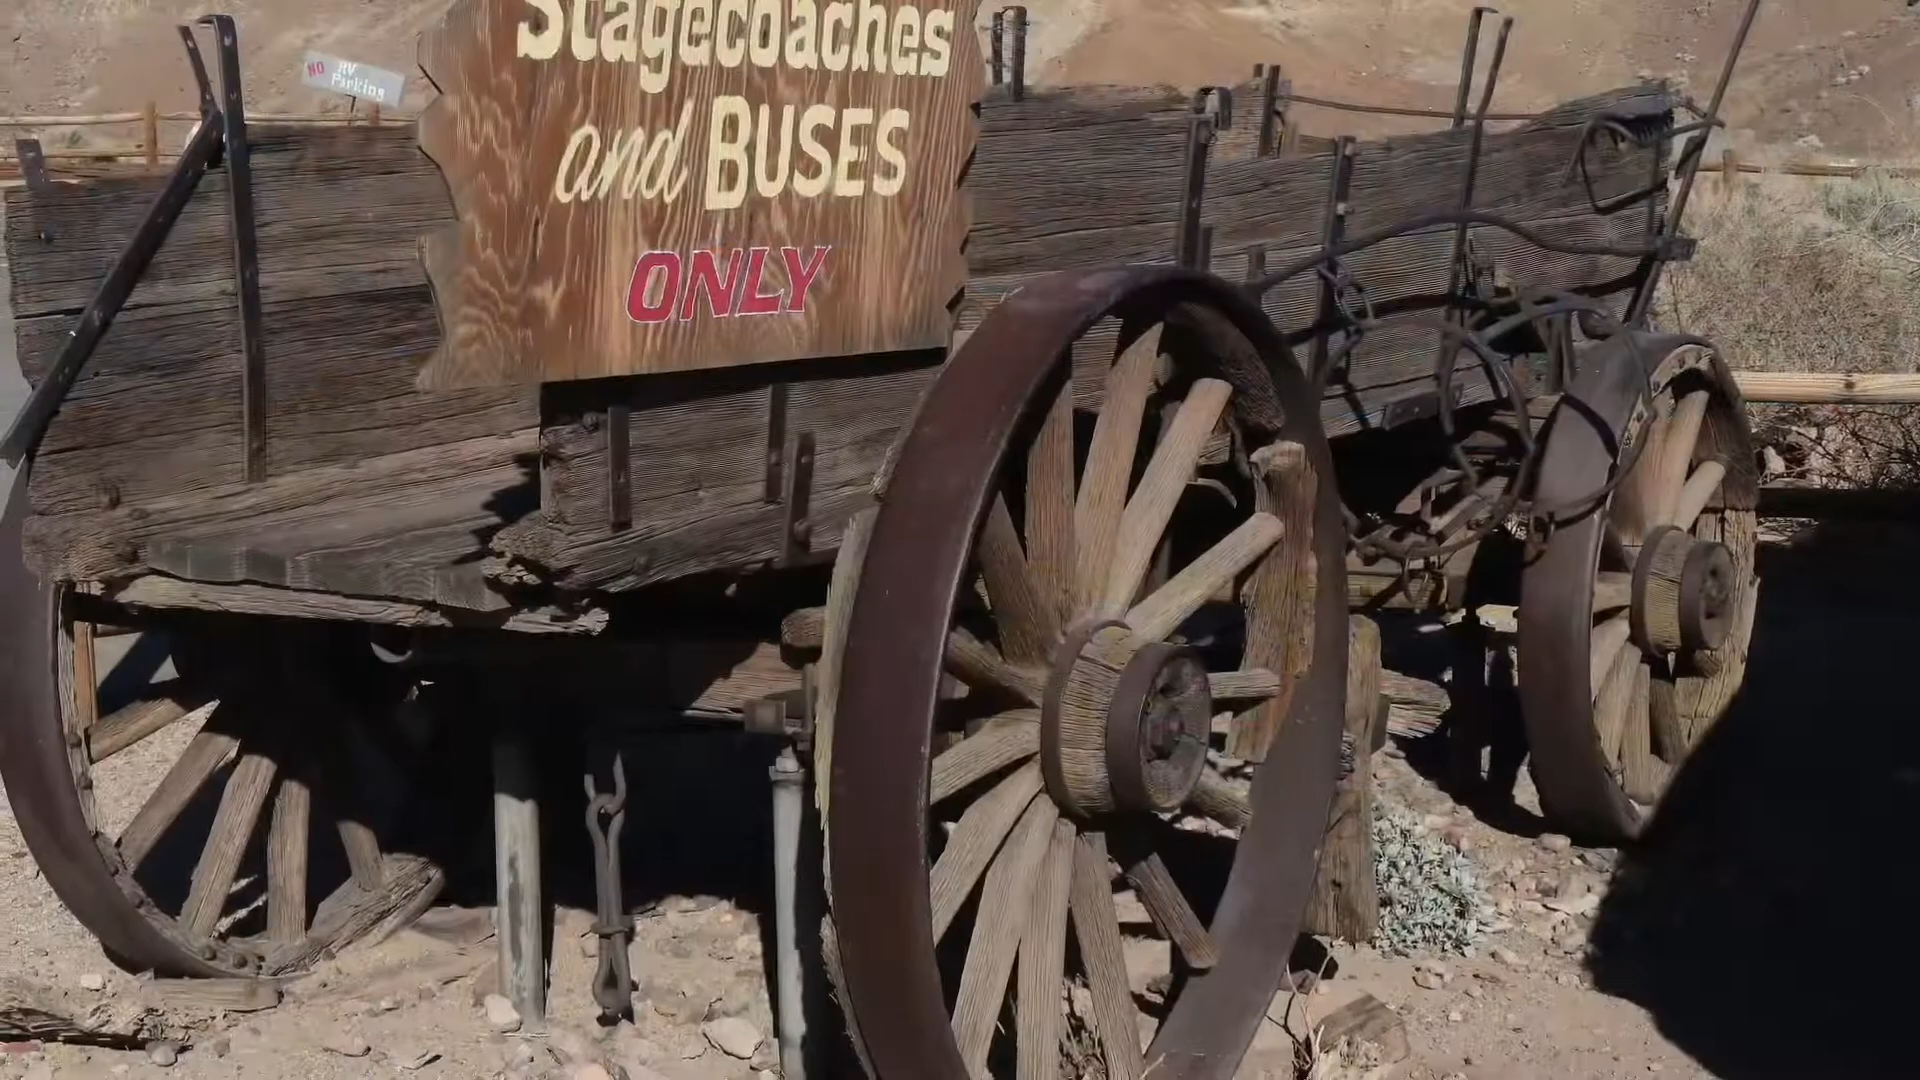 Stagecoaches
and BUSES
ONLY
NO RV
Parking